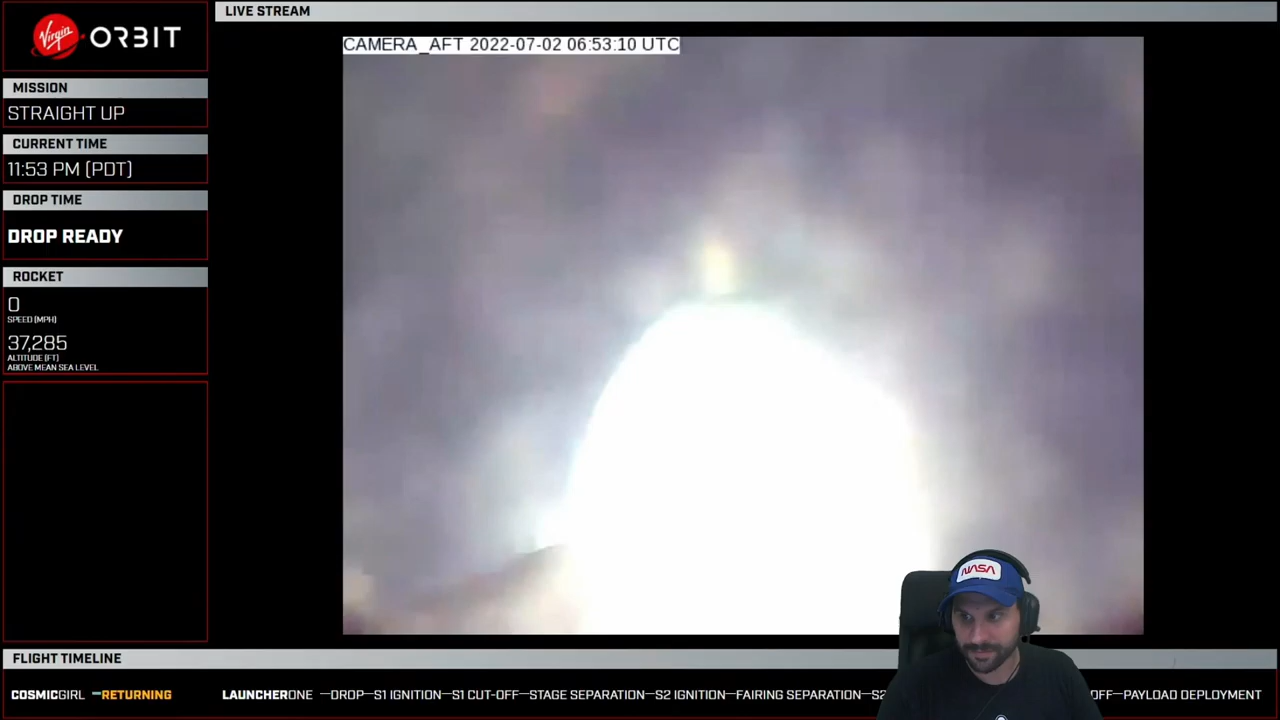 Virgin ORBIT
LIVE STREAM
CAMERA_AFT 2022-07-02 06:53:10 UTC
MISSION
STRAIGHT UP
CURRENT TIME
11:53 PM (PDT)
DROP TIME
DROP READY
ROCKET
0
SPEED (MPH)
37,285
ALTITUDE (FT)
ABOVE MEAN SEA LEVEL
NASA
FLIGHT TIMELINE
COSMICGIRL RETURNING LAUNCHERONE DROP S1 IGNITION S1 CUT-OFF STAGE SEPARATION S2 IGNITION FAIRING SEPARATION S2 OFF PAYLOAD DEPLOYMENT